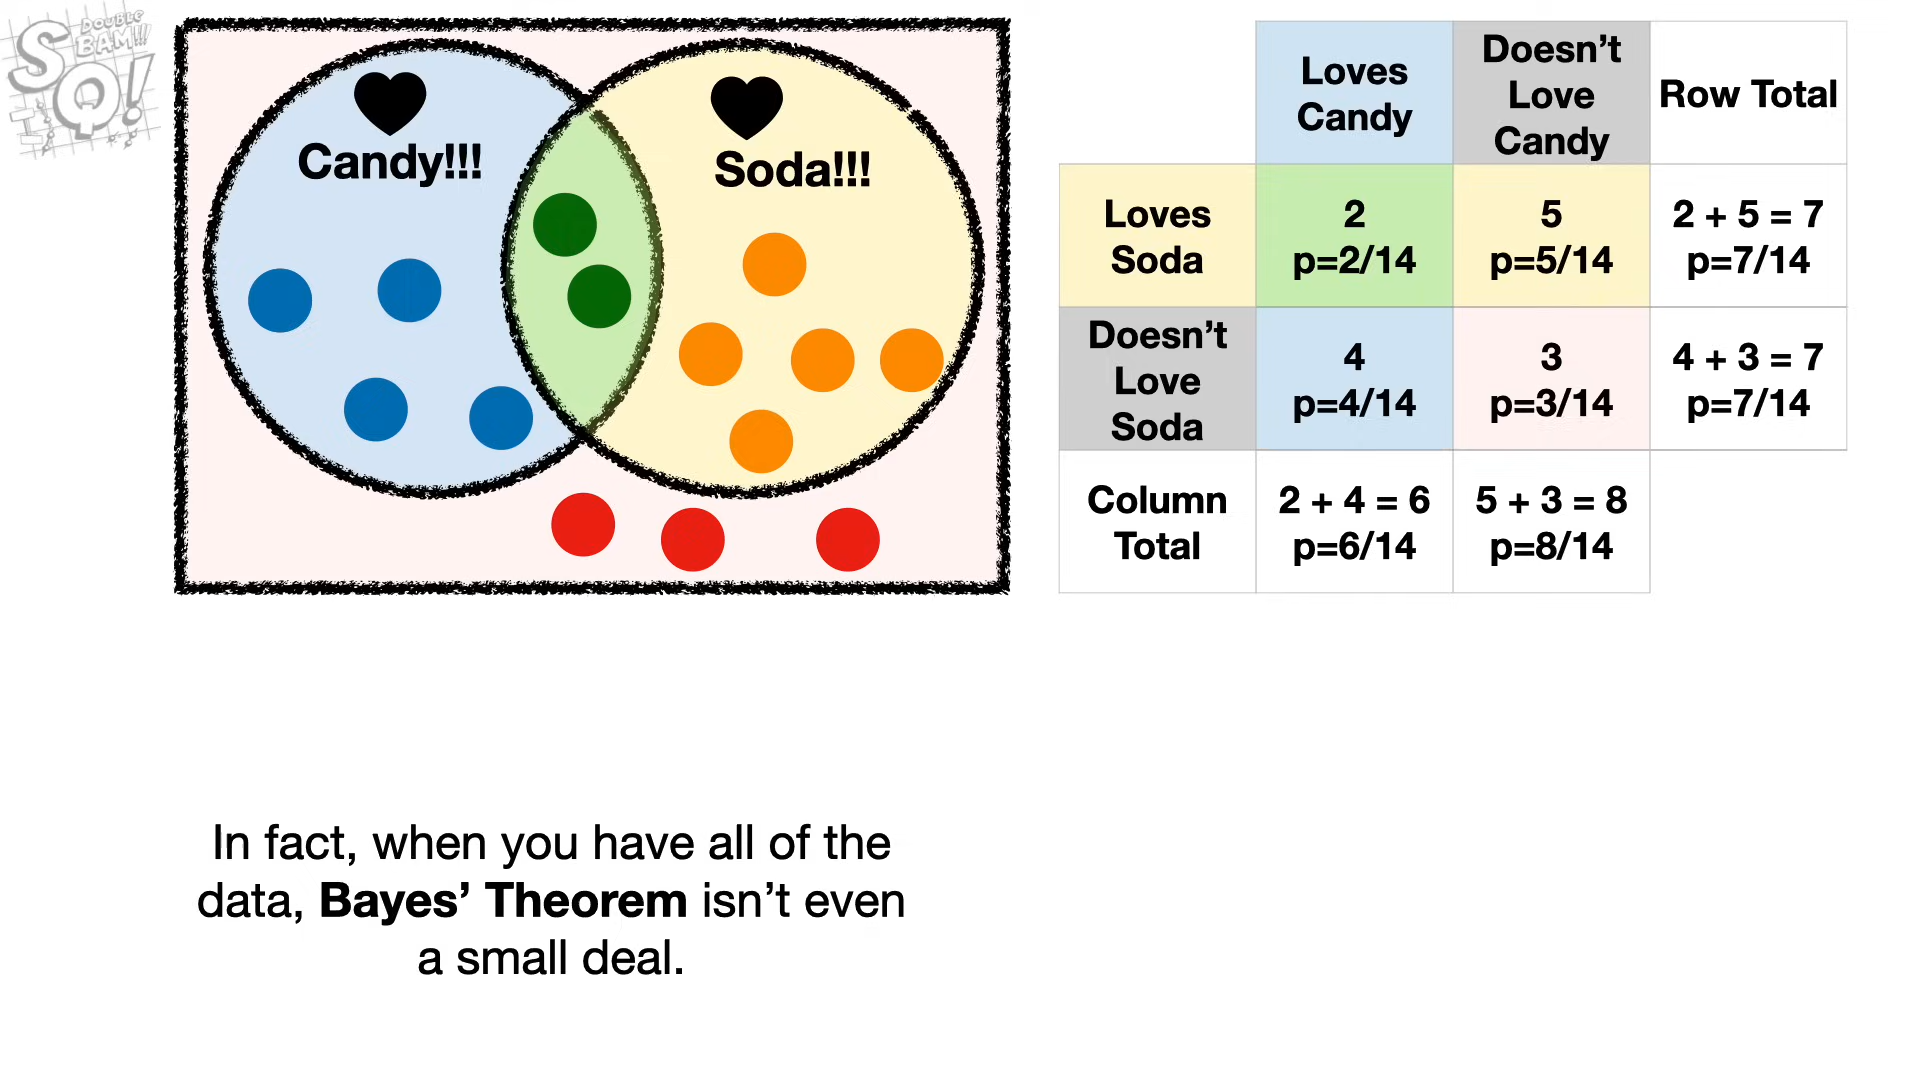 DOUBLE
BAM!!!
SQ!
Candy!!!
Soda!!!
Loves
Candy
Doesn’t
Love
Candy
Row Total
Loves
Soda
2
p=2/14
5
p=5/14
2 + 5 = 7
p=7/14
Doesn’t
Love
Soda
4
p=4/14
3
p=3/14
4 + 3 = 7
p=7/14
Column
Total
2 + 4 = 6
p=6/14
5 + 3 = 8
p=8/14
In fact, when you have all of the
data, Bayes’ Theorem isn’t even
a small deal.